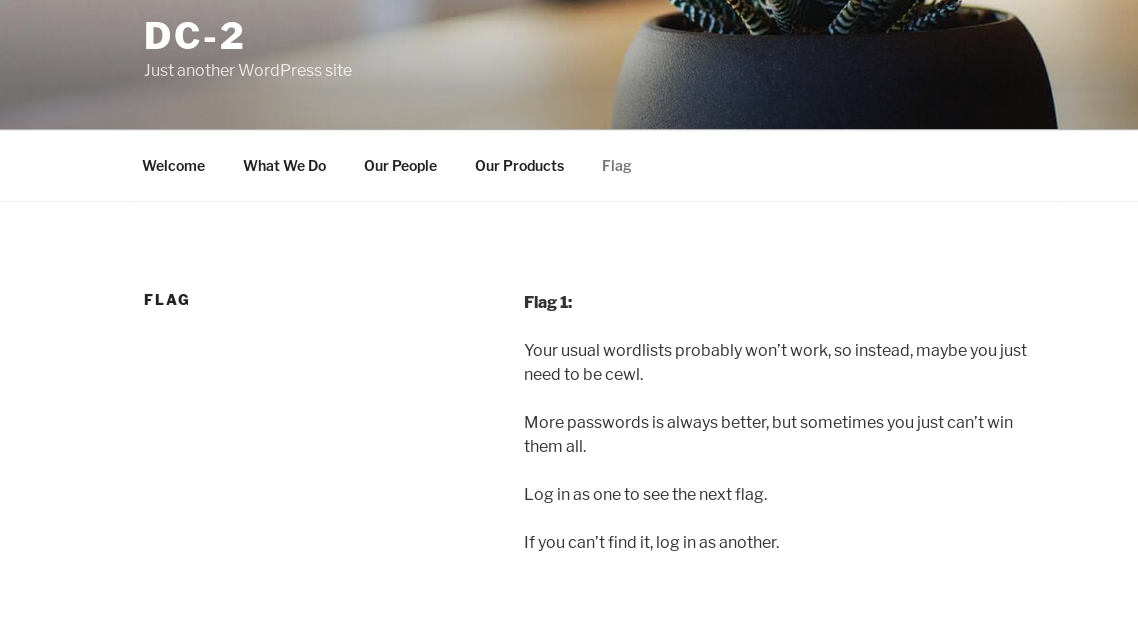 DC-2
Just another WordPress site
Welcome What We Do Our People Our Products Flag
FLAG
Flag 1:
Your usual wordlists probably won’t work, so instead, maybe you just
need to be cewl.
More passwords is always better, but sometimes you just can’t win
them all.
Log in as one to see the next flag.
If you can’t find it, log in as another.